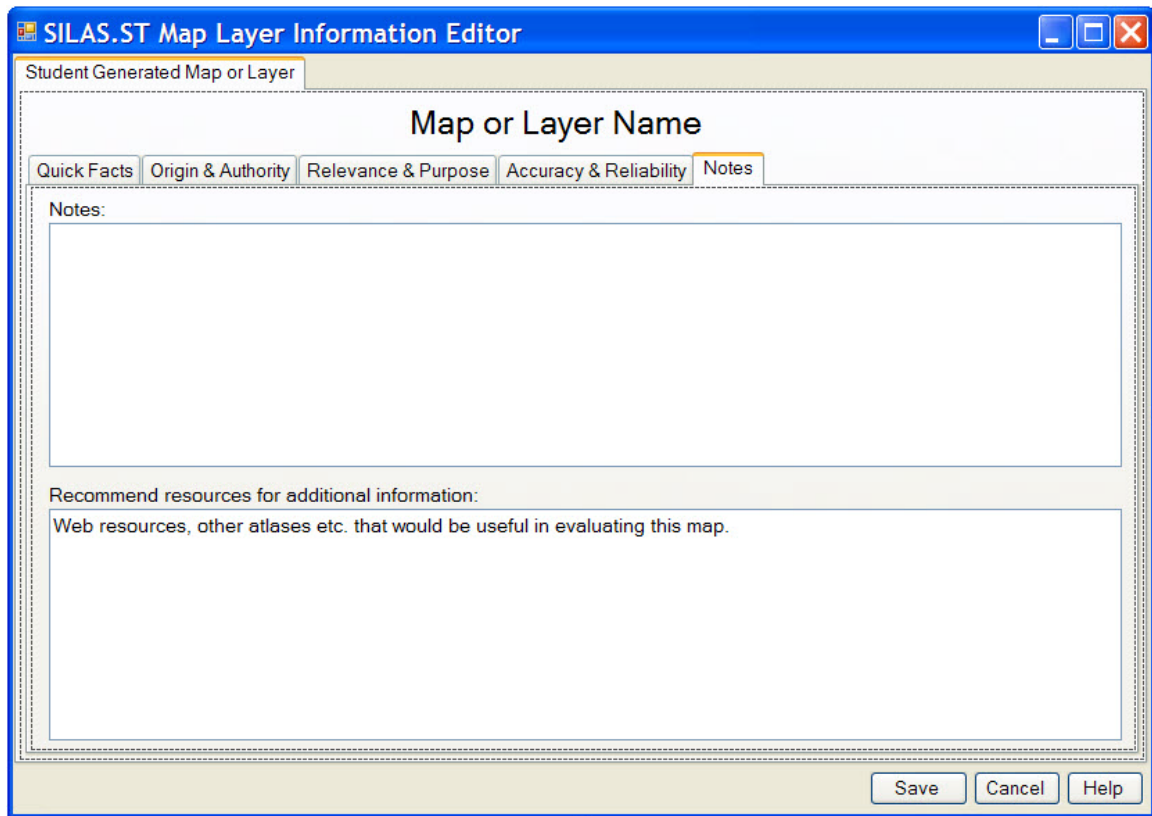 SILAS.ST Map Layer Information Editor
Student Generated Map or Layer
Map or Layer Name
Quick Facts Origin & Authority Relevance & Purpose Accuracy & Reliability Notes
Notes:
Recommend resources for additional information:
Web resources, other atlases etc. that would be useful in evaluating this map.
Save Cancel Help